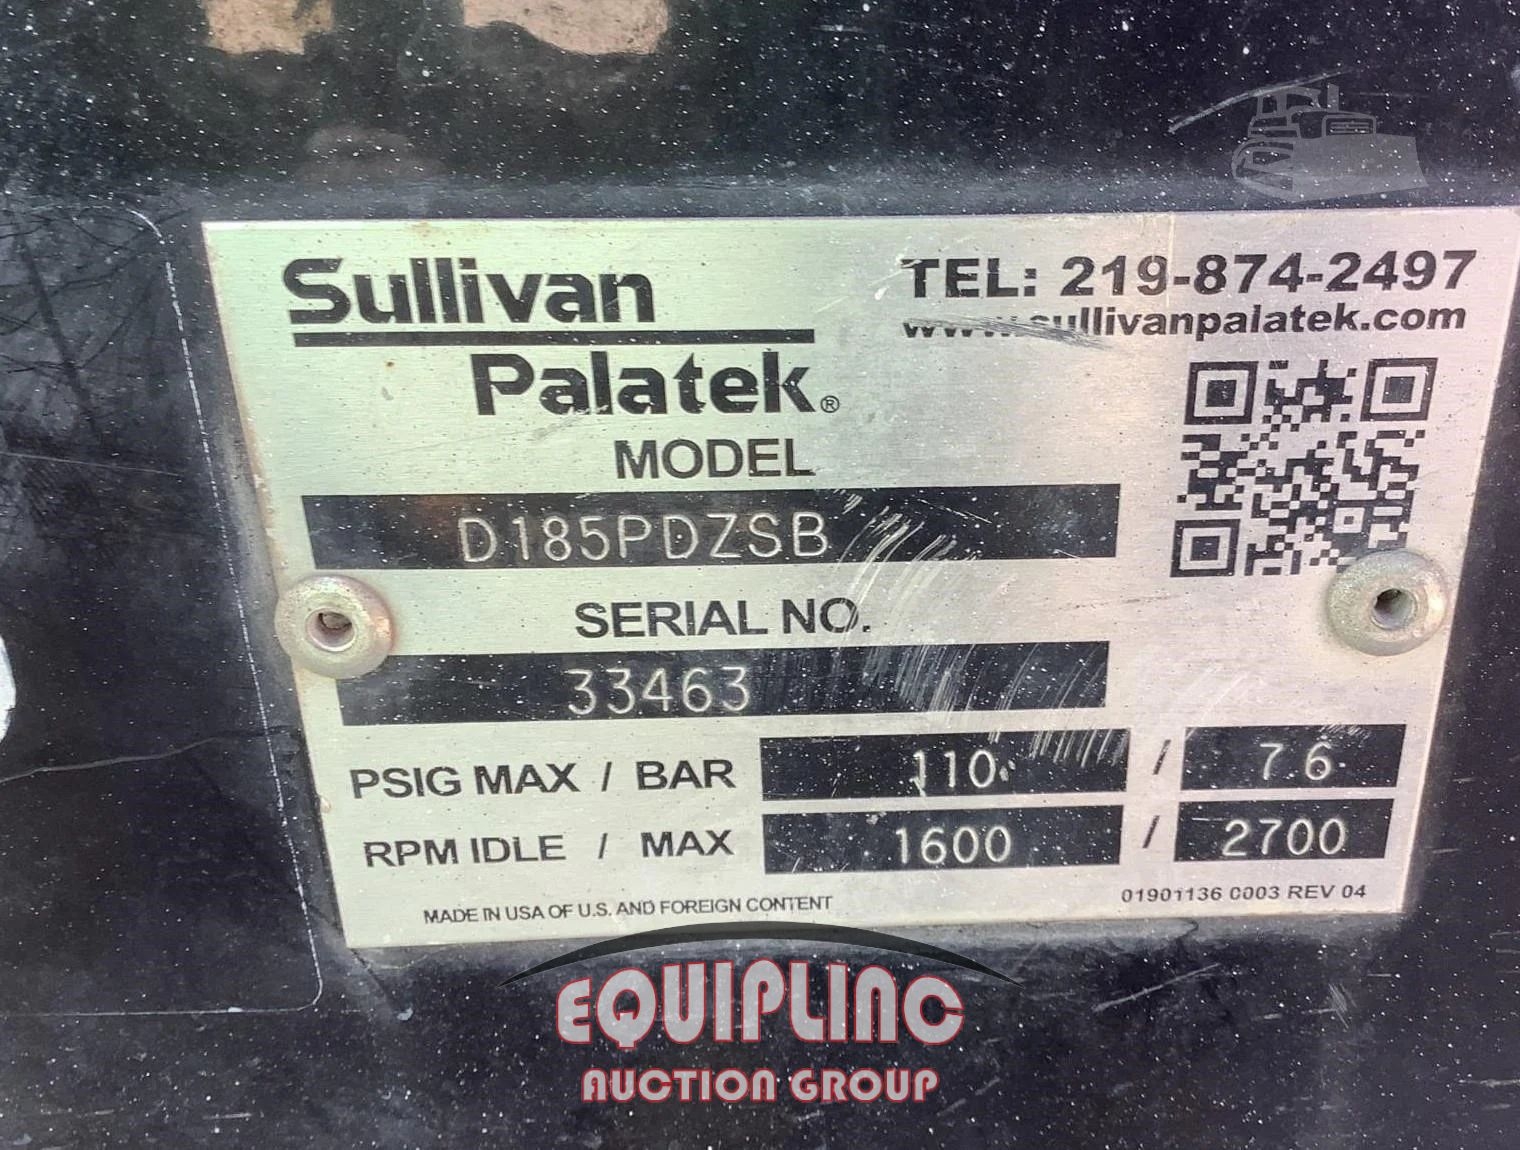 Sullivan
Palatek®
TEL: 219-874-2497
www.sullivanpalatek.com
MODEL
D185PDZSB
SERIAL NO.
33463
PSIG MAX / BAR 110 / 7.6
RPM IDLE / MAX 1600 / 2700
MADE IN USA OF U.S. AND FOREIGN CONTENT
01901136 0003 REV 04
EQUIPLINC
AUCTION GROUP